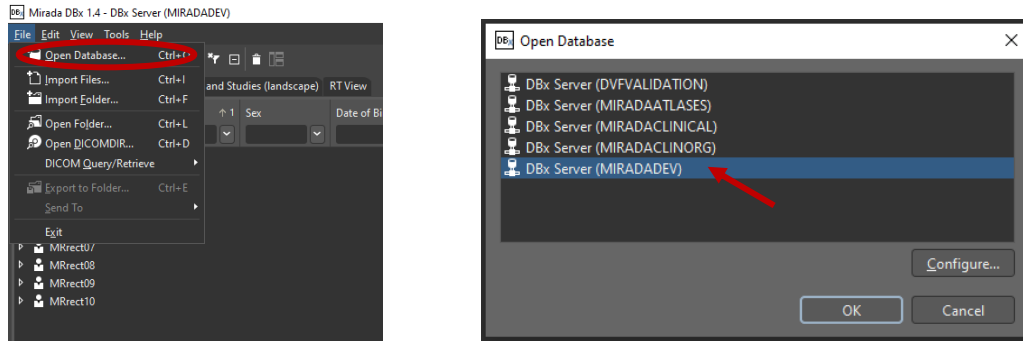 DBx Mirada DBx 1.4 - DBx Server (MIRADADEV)
File Edit View Tools Help
Open Database...
Import Files... Ctrl+I
Import Folder... Ctrl+F
and Studies (landscape) RT View
↑1 Sex Date of Bi
Open Folder... Ctrl+L
Open DICOMDIR... Ctrl+D
DICOM Query/Retrieve
Export to Folder... Ctrl+E
Send To
Exit
MRrect07
MRrect08
MRrect09
MRrect10
DBx Open Database
DBx Server (DVFVALIDATION)
DBx Server (MIRADAATLASES)
DBx Server (MIRADACLINICAL)
DBx Server (MIRADACLINORG)
DBx Server (MIRADADEV)
Configure...
OK Cancel